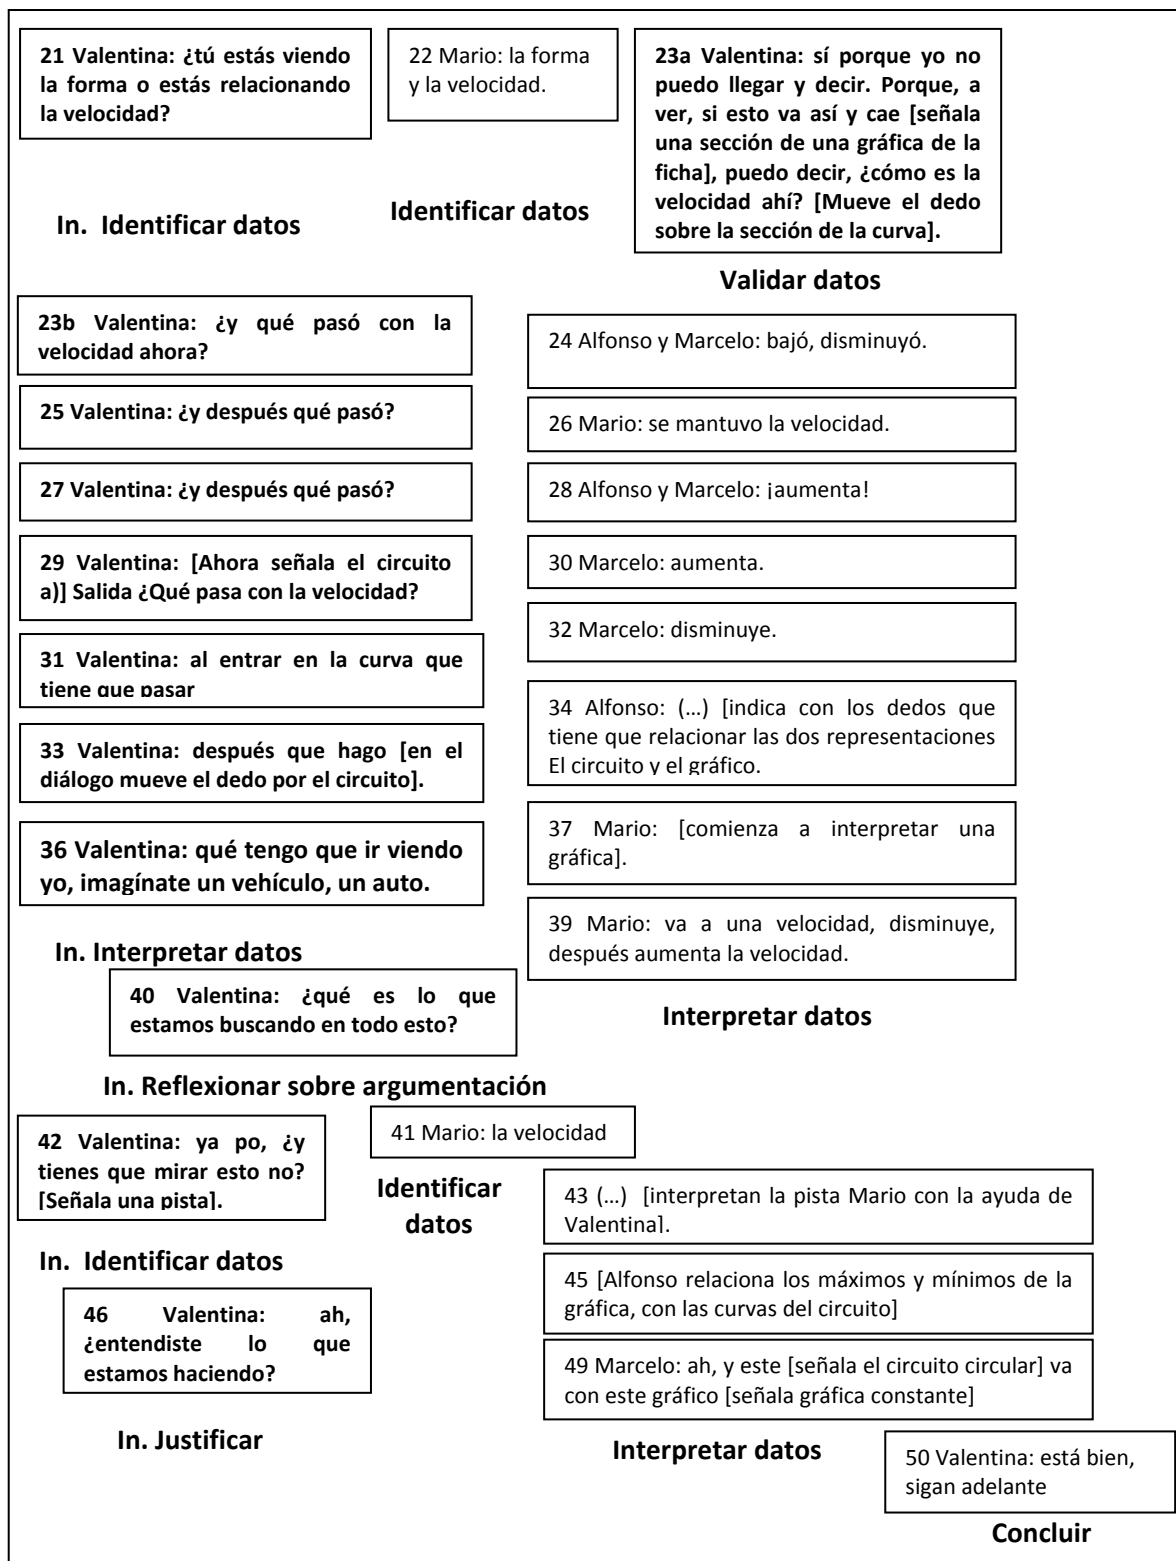 21 Valentina: ¿tú estás viendo
la forma o estás relacionando
la velocidad?
In.  Identificar datos
22 Mario: la forma
y la velocidad.
Identificar datos
23a Valentina: sí porque yo no
puedo llegar y decir. Porque, a
ver, si esto va así y cae [señala
una sección de una gráfica de la
ficha], puedo decir, ¿cómo es la
velocidad ahí? [Mueve el dedo
sobre la sección de la curva].
Validar datos
23b Valentina: ¿y qué pasó con la
velocidad ahora?
24 Alfonso y Marcelo: bajó, disminuyó.
25 Valentina: ¿y después qué pasó?
26 Mario: se mantuvo la velocidad.
27 Valentina: ¿y después qué pasó?
28 Alfonso y Marcelo: ¡aumenta!
29 Valentina: [Ahora señala el circuito
a)] Salida ¿Qué pasa con la velocidad?
30 Marcelo: aumenta.
31 Valentina: al entrar en la curva que
tiene que pasar
32 Marcelo: disminuye.
33 Valentina: después que hago [en el
diálogo mueve el dedo por el circuito].
34 Alfonso: (...) [indica con los dedos que
tiene que relacionar las dos representaciones
El circuito y el gráfico.
36 Valentina: qué tengo que ir viendo
yo, imagínate un vehículo, un auto.
37 Mario: [comienza a interpretar una
gráfica].
39 Mario: va a una velocidad, disminuye,
después aumenta la velocidad.
In. Interpretar datos
Interpretar datos
40 Valentina: ¿qué es lo que
estamos buscando en todo esto?
In. Reflexionar sobre argumentación
41 Mario: la velocidad
Identificar
datos
42 Valentina: ya po, ¿y
tienes que mirar esto no?
[Señala una pista].
In.  Identificar datos
43 (...)  [interpretan la pista Mario con la ayuda de
Valentina].
45 [Alfonso relaciona los máximos y mínimos de la
gráfica, con las curvas del circuito]
46 Valentina: ah,
¿entendiste lo que
estamos haciendo?
In. Justificar
49 Marcelo: ah, y este [señala el circuito circular] va
con este gráfico [señala gráfica constante]
Interpretar datos
50 Valentina: está bien,
sigan adelante
Concluir